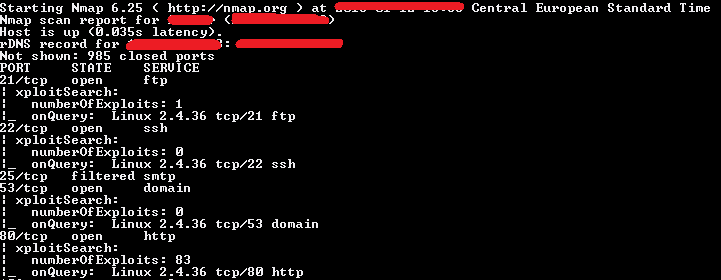 Starting Nmap 6.25 ( http://nmap.org ) at Central European Standard Time
Nmap scan report for ( )
Host is up (0.035s latency).
rDNS record for :
Not shown: 985 closed ports
PORT STATE SERVICE
21/tcp open ftp
| xploitSearch:
| numberOfExploits: 1
|_ onQuery: Linux 2.4.36 tcp/21 ftp
22/tcp open ssh
| xploitSearch:
| numberOfExploits: 0
|_ onQuery: Linux 2.4.36 tcp/22 ssh
25/tcp filtered smtp
53/tcp open domain
| xploitSearch:
| numberOfExploits: 0
|_ onQuery: Linux 2.4.36 tcp/53 domain
80/tcp open http
| xploitSearch:
| numberOfExploits: 83
|_ onQuery: Linux 2.4.36 tcp/80 http